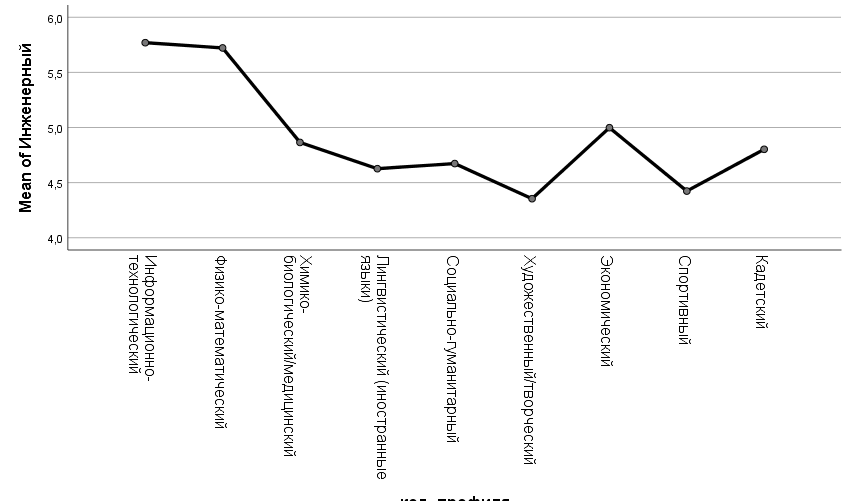 6,0
5,5
5,0
4,5
4,0
Mean of Инженерный
Информационно-
технологический
Физико-математический
Химико-
биологический/медицинский
Лингвистический (иностранные
языки)
Социально-гуманитарный
Художественный/творческий
Экономический
Спортивный
Кадетский